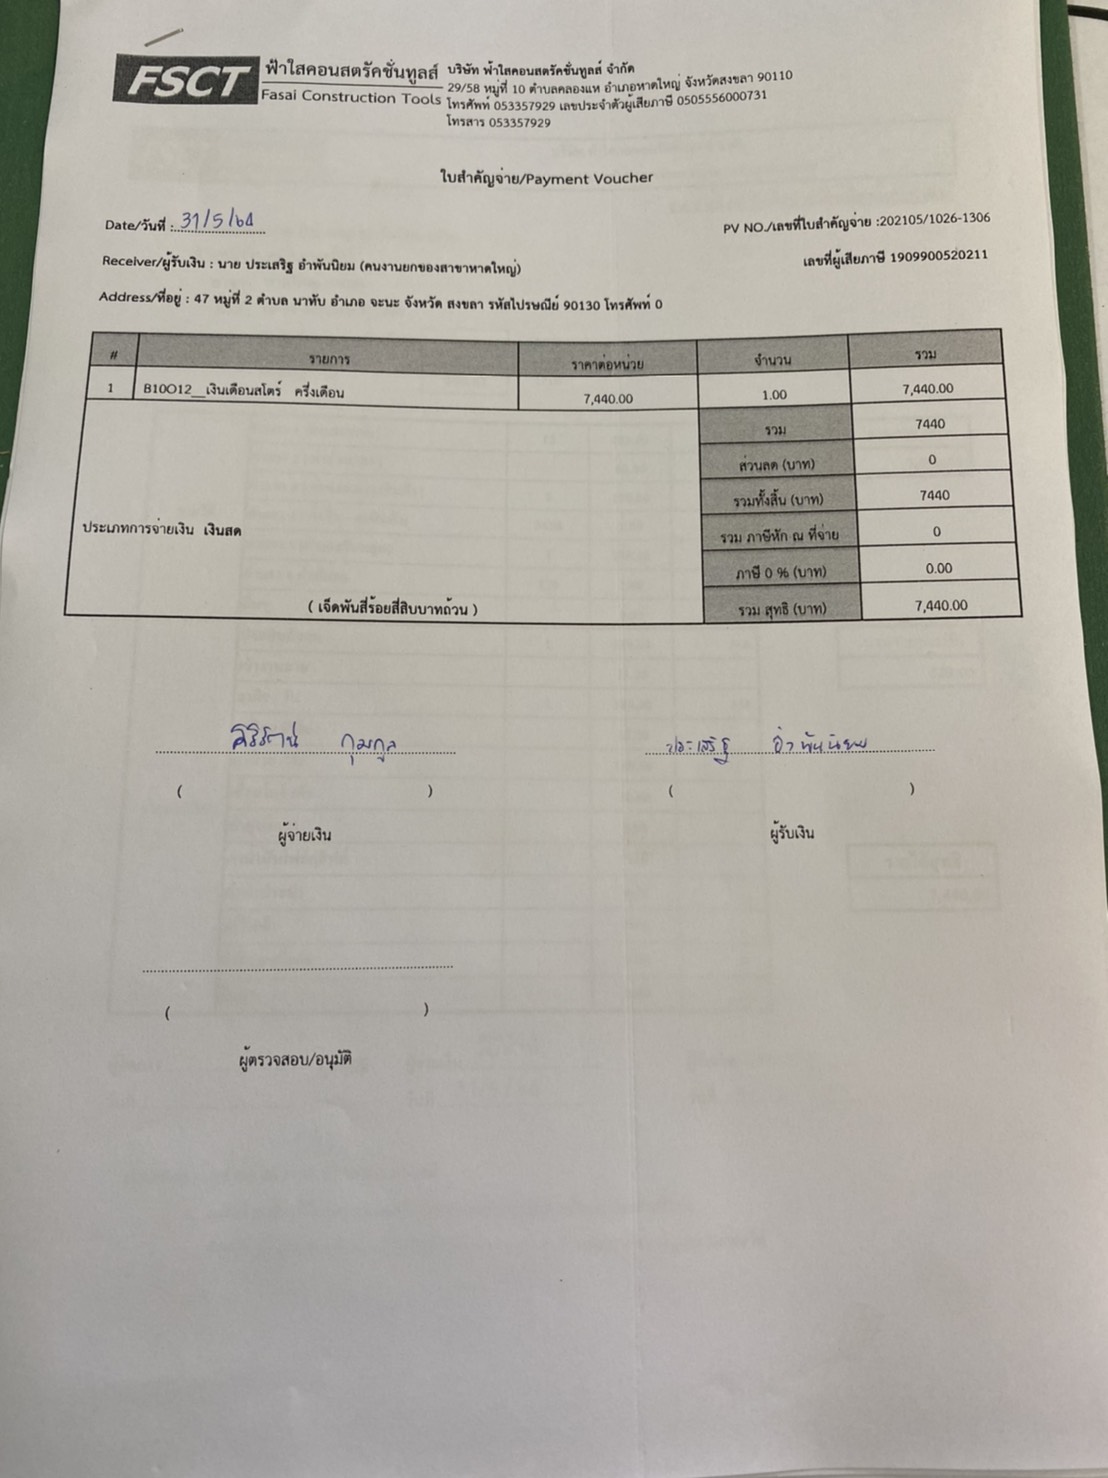 FSCT ฟ้าใสคอนสตรัคชั่นทูลส์
Fasai Construction Tools
บริษัท ฟ้าใสคอนสตรัคชั่นทูลส์ จำกัด
29/58 หมู่ที่ 10 ตำบลคลองแห อำเภอหาดใหญ่ จังหวัดสงขลา 90110
โทรศัพท์ 053357929 เลขประจำตัวผู้เสียภาษี 0505556000731
โทรสาร 053357929
ใบสำคัญจ่าย/Payment Voucher
Date/วันที่ : 31/5/64
PV NO./เลขที่ใบสำคัญจ่าย :202105/1026-1306
Receiver/ผู้รับเงิน : นาย ประเสริฐ อำพันนิยม (คนงานยกของสาขาหาดใหญ่)
เลขที่ผู้เสียภาษี 1909900520211
Address/ที่อยู่ : 47 หมู่ที่ 2 ตำบล นาทับ อำเภอ จะนะ จังหวัด สงขลา รหัสไปรษณีย์ 90130 โทรศัพท์ 0
# รายการ ราคาต่อหน่วย จำนวน รวม
1 B10O12__เงินเดือนสโตร์ ครึ่งเดือน 7,440.00 1.00 7,440.00
รวม 7440
ส่วนลด (บาท) 0
รวมทั้งสิ้น (บาท) 7440
ประเภทการจ่ายเงิน เงินสด
รวม ภาษีหัก ณ ที่จ่าย 0
ภาษี 0 % (บาท) 0.00
( เจ็ดพันสี่ร้อยสี่สิบบาทถ้วน ) รวม สุทธิ (บาท) 7,440.00
ศิริรัตน์ กุมกูล ประเสริฐ อำพันนิยม
( ) ( )
ผู้จ่ายเงิน ผู้รับเงิน
( )
ผู้ตรวจสอบ/อนุมัติ